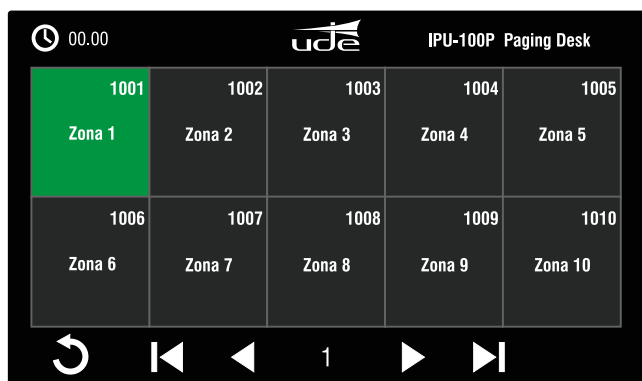 00.00 ude IPU-100P Paging Desk
1001 1002 1003 1004 1005
Zona 1 Zona 2 Zona 3 Zona 4 Zona 5
1006 1007 1008 1009 1010
Zona 6 Zona 7 Zona 8 Zona 9 Zona 10
1